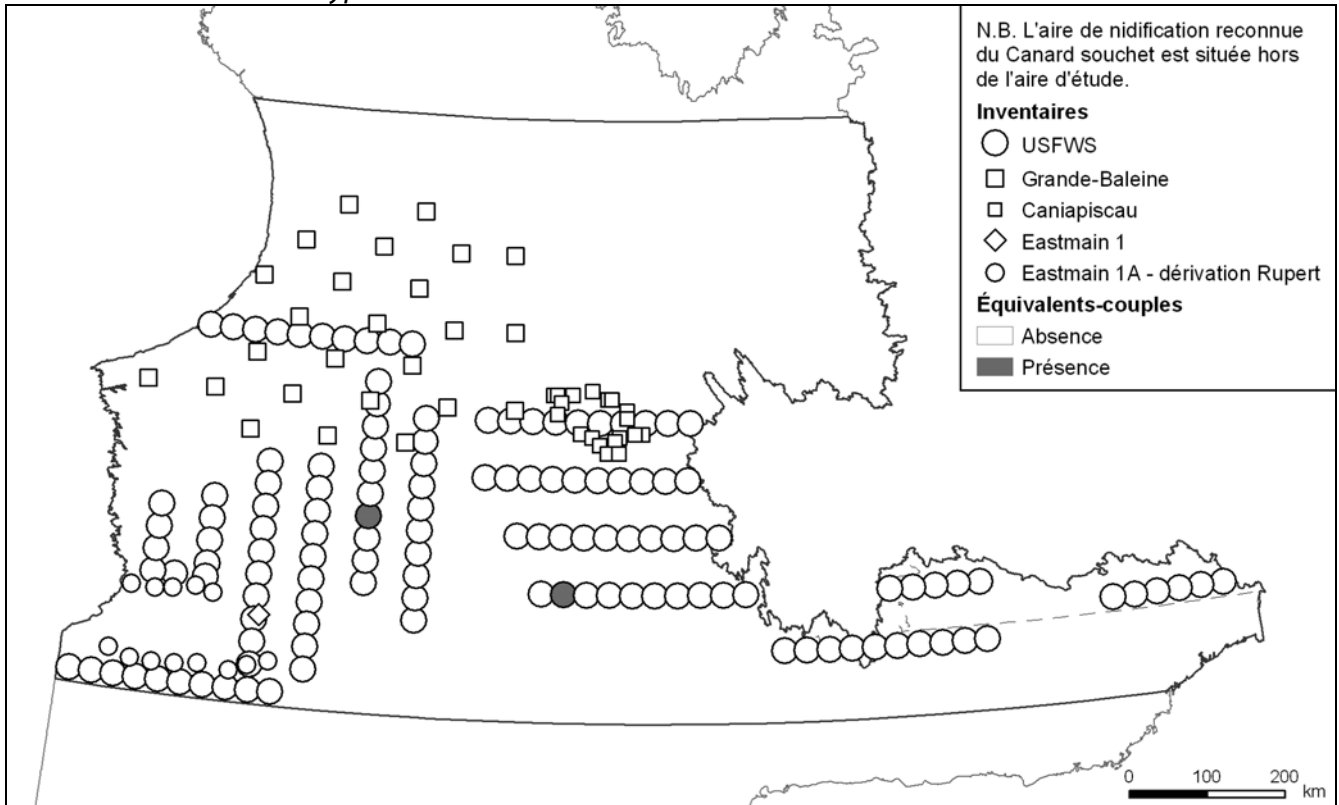 N.B. L'aire de nidification reconnue
du Canard souchet est située hors
de l'aire d'étude.
Inventaires
USFWS
Grande-Baleine
Caniapiscau
Eastmain 1
Eastmain 1A - dérivation Rupert
Équivalents-couples
Absence
Présence
0 100 200
km